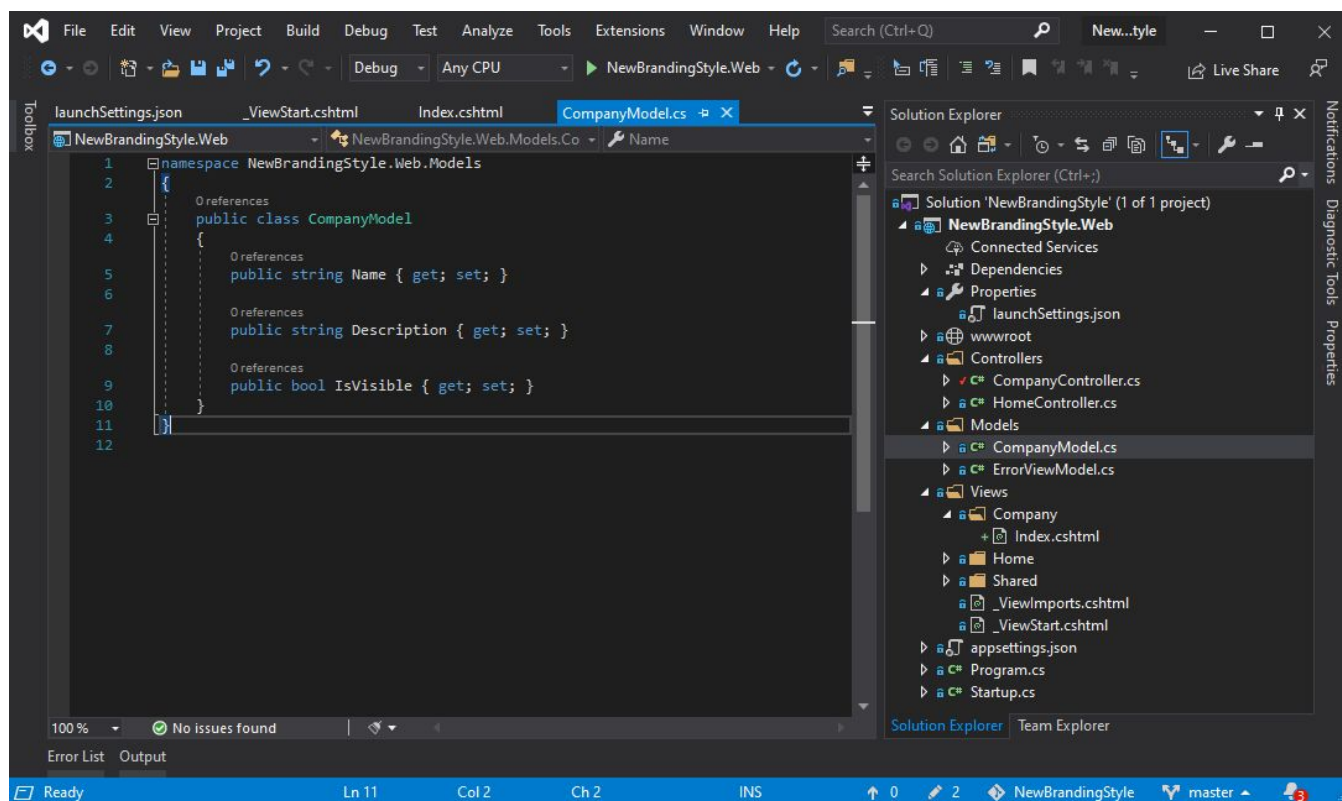 File Edit View Project Build Debug Test Analyze Tools Extensions Window Help Search (Ctrl+Q) New...tyle
Debug Any CPU NewBrandingStyle.Web Live Share
Toolbox
launchSettings.json _ViewStart.cshtml Index.cshtml CompanyModel.cs
NewBrandingStyle.Web NewBrandingStyle.Web.Models.Co Name
1 namespace NewBrandingStyle.Web.Models
2 {
0 references
3 public class CompanyModel
4 {
0 references
5 public string Name { get; set; }
6
0 references
7 public string Description { get; set; }
8
0 references
9 public bool IsVisible { get; set; }
10 }
11 }
12
100 % No issues found
Error List Output
Solution Explorer
Search Solution Explorer (Ctrl+;)
Solution 'NewBrandingStyle' (1 of 1 project)
NewBrandingStyle.Web
Connected Services
Dependencies
Properties
launchSettings.json
wwwroot
Controllers
C# CompanyController.cs
C# HomeController.cs
Models
C# CompanyModel.cs
C# ErrorViewModel.cs
Views
Company
+ Index.cshtml
Home
Shared
_ViewImports.cshtml
_ViewStart.cshtml
appsettings.json
C# Program.cs
C# Startup.cs
Solution Explorer Team Explorer
Notifications
Diagnostic Tools
Properties
Ready Ln 11 Col 2 Ch 2 INS 0 2 NewBrandingStyle master 3